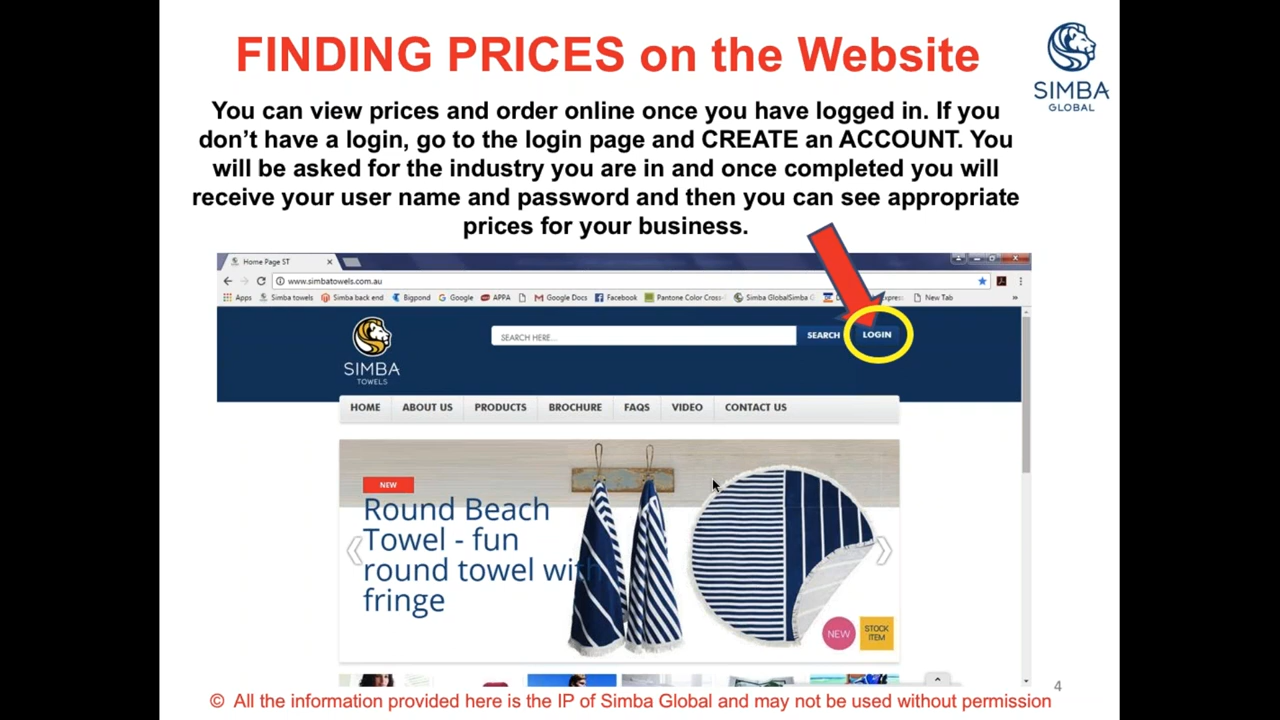 FINDING PRICES on the Website
SIMBA
GLOBAL
You can view prices and order online once you have logged in. If you
don't have a login, go to the login page and CREATE an ACCOUNT. You
will be asked for the industry you are in and once completed you will
receive your user name and password and then you can see appropriate
prices for your business.
Home Page ST
www.simbatowels.com.au
Apps Simba towels Simba back end Bigpond Google APPA Google Docs Facebook Pantone Color Cross- Simba GlobalSimba New Tab
SIMBA
TOWELS
SEARCH HERE...
SEARCH
LOGIN
HOME ABOUT US PRODUCTS BROCHURE FAQS VIDEO CONTACT US
NEW
Round Beach
Towel - fun
round towel with
fringe
NEW
STOCK
ITEM
4
© All the information provided here is the IP of Simba Global and may not be used without permission